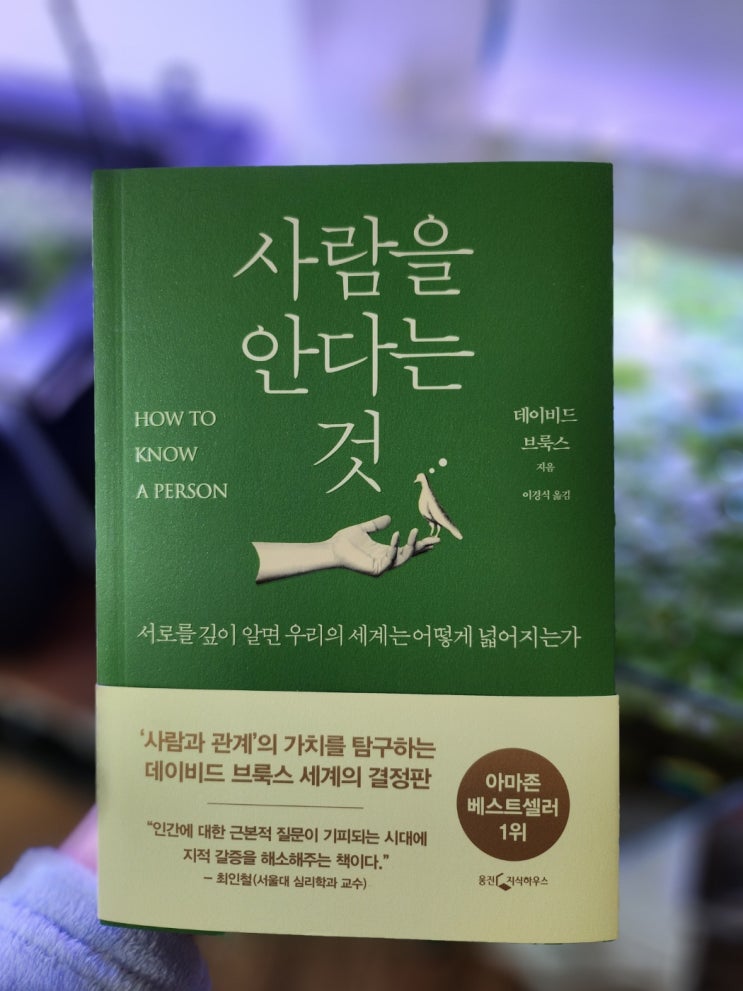 사람을
안다는
것
HOW TO
KNOW
A PERSON
데이비드
브룩스
지음
이경식 옮김
서로를 깊이 알면 우리의 세계는 어떻게 넓어지는가
‘사람과 관계’의 가치를 탐구하는
데이비드 브룩스 세계의 결정판
“인간에 대한 근본적 질문이 기피되는 시대에
지적 갈증을 해소해주는 책이다.”
– 최인철(서울대 심리학과 교수)
아마존
베스트셀러
1위
웅진 지식하우스